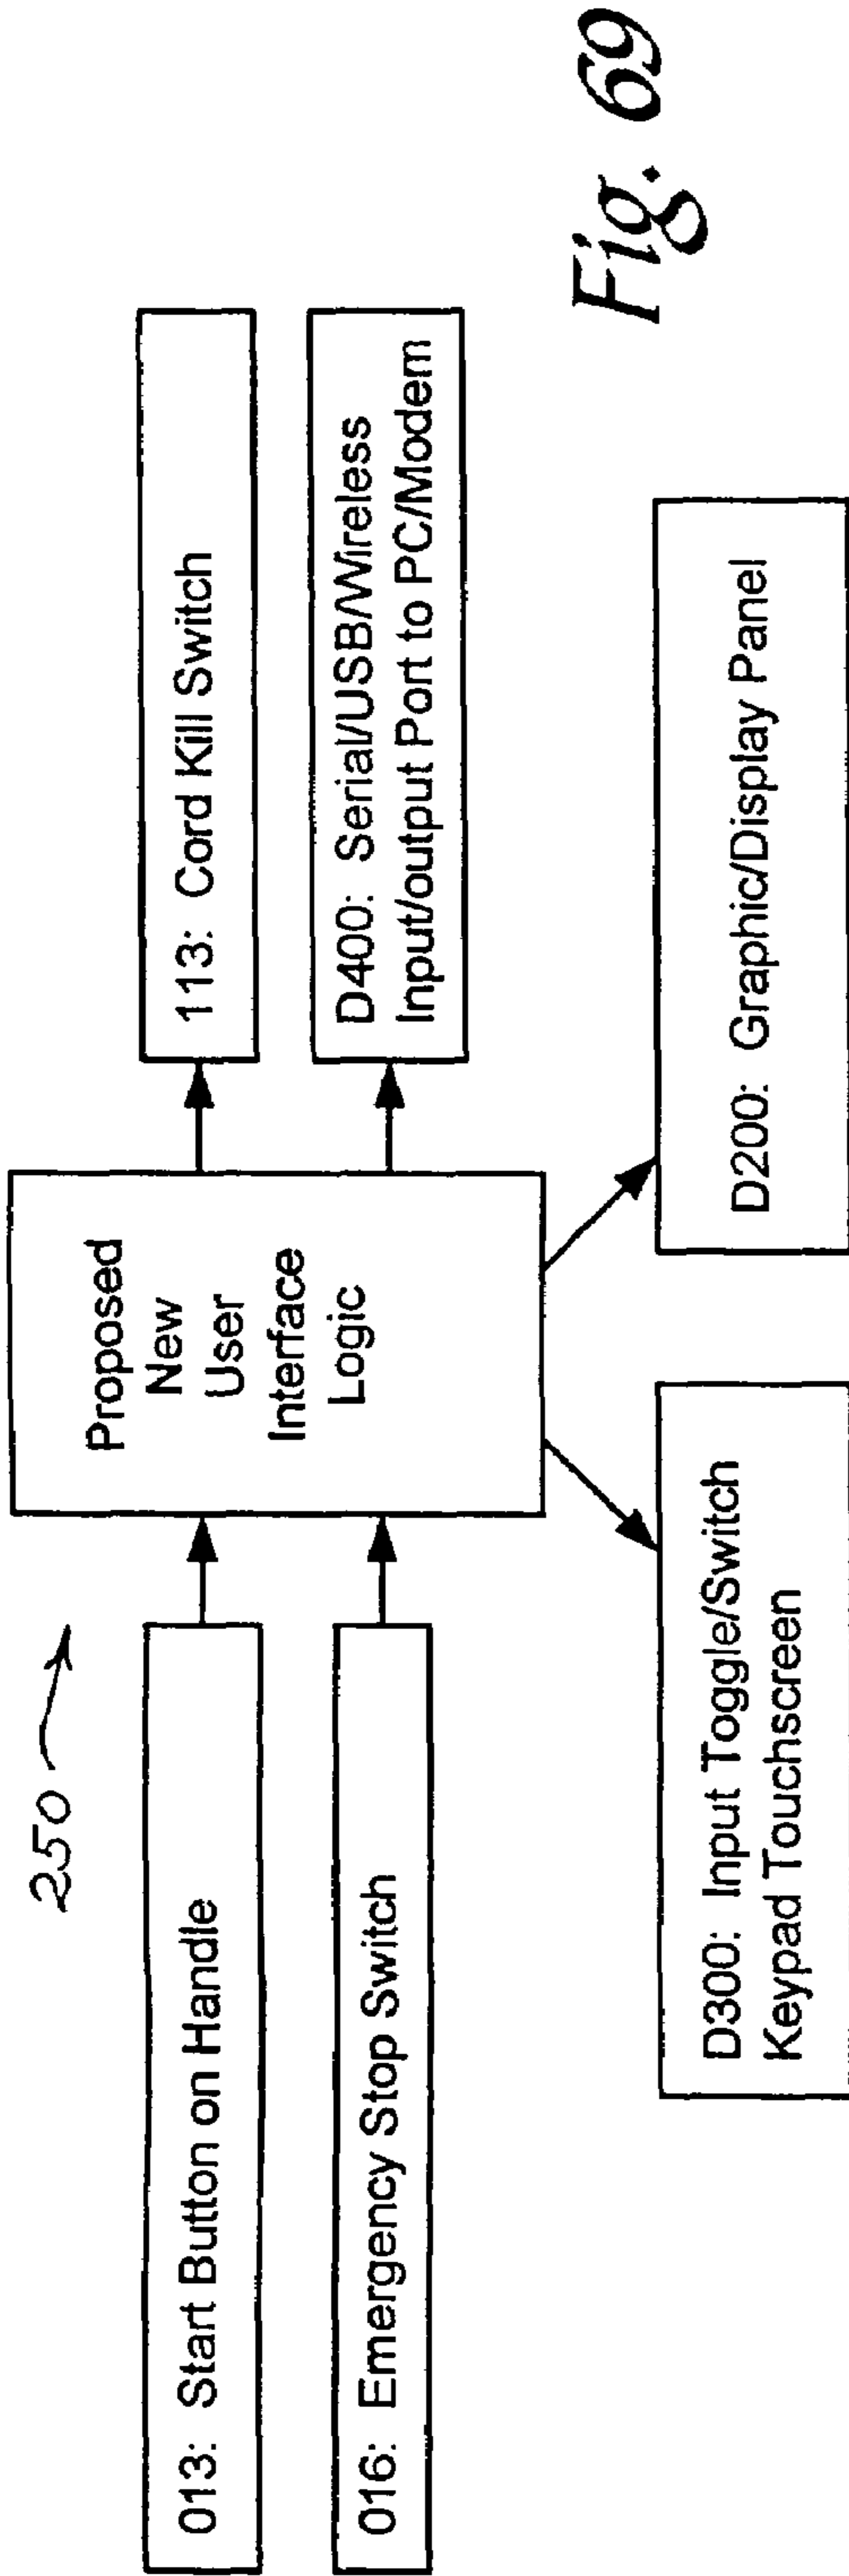 250
013: Start Button on Handle
016: Emergency Stop Switch
Proposed
New
User
Interface
Logic
113: Cord Kill Switch
D400: Serial/USB/Wireless
Input/output Port to PC/Modem
D300: Input Toggle/Switch
Keypad Touchscreen
D200: Graphic/Display Panel
Fig. 69